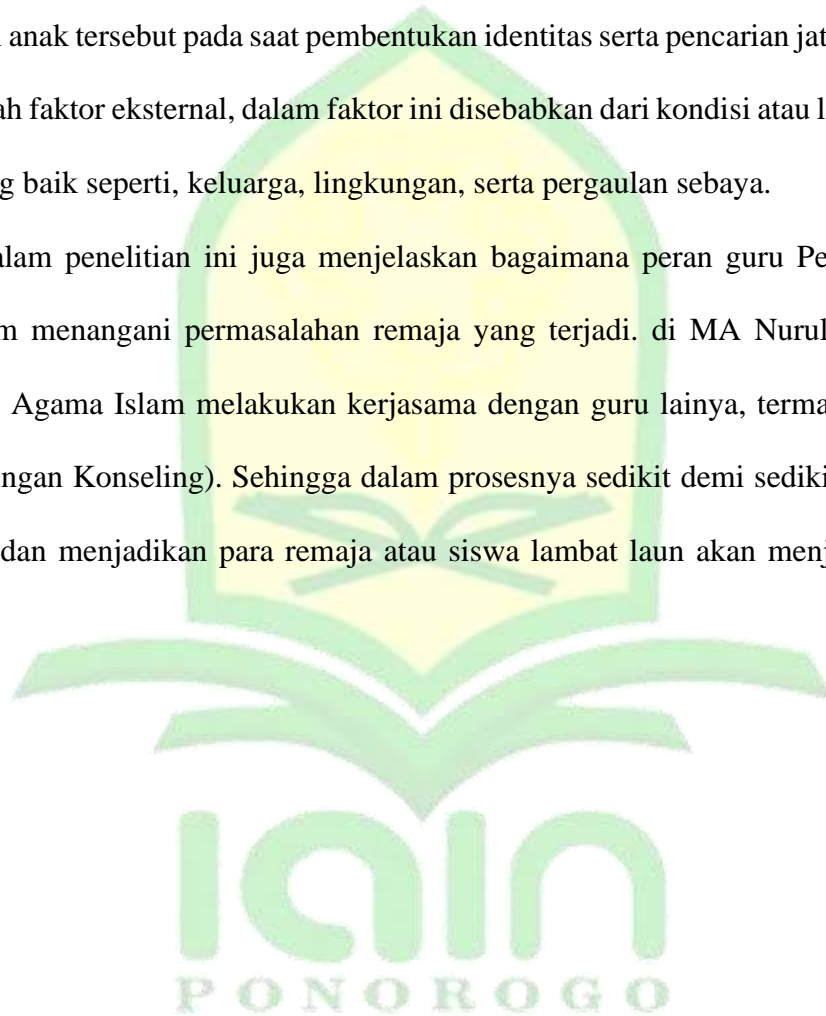 anak tersebut pada saat pembentukan identitas serta pencarian jat
ah faktor eksternal, dalam faktor ini disebabkan dari kondisi atau l
g baik seperti, keluarga, lingkungan, serta pergaulan sebaya.
alam penelitian ini juga menjelaskan bagaimana peran guru Pe
m menangani permasalahan remaja yang terjadi. di MA Nurul
Agama Islam melakukan kerjasama dengan guru lainya, terma
ingan Konseling). Sehingga dalam prosesnya sedikit demi sediki
dan menjadikan para remaja atau siswa lambat laun akan menj
iain
PONOROGO